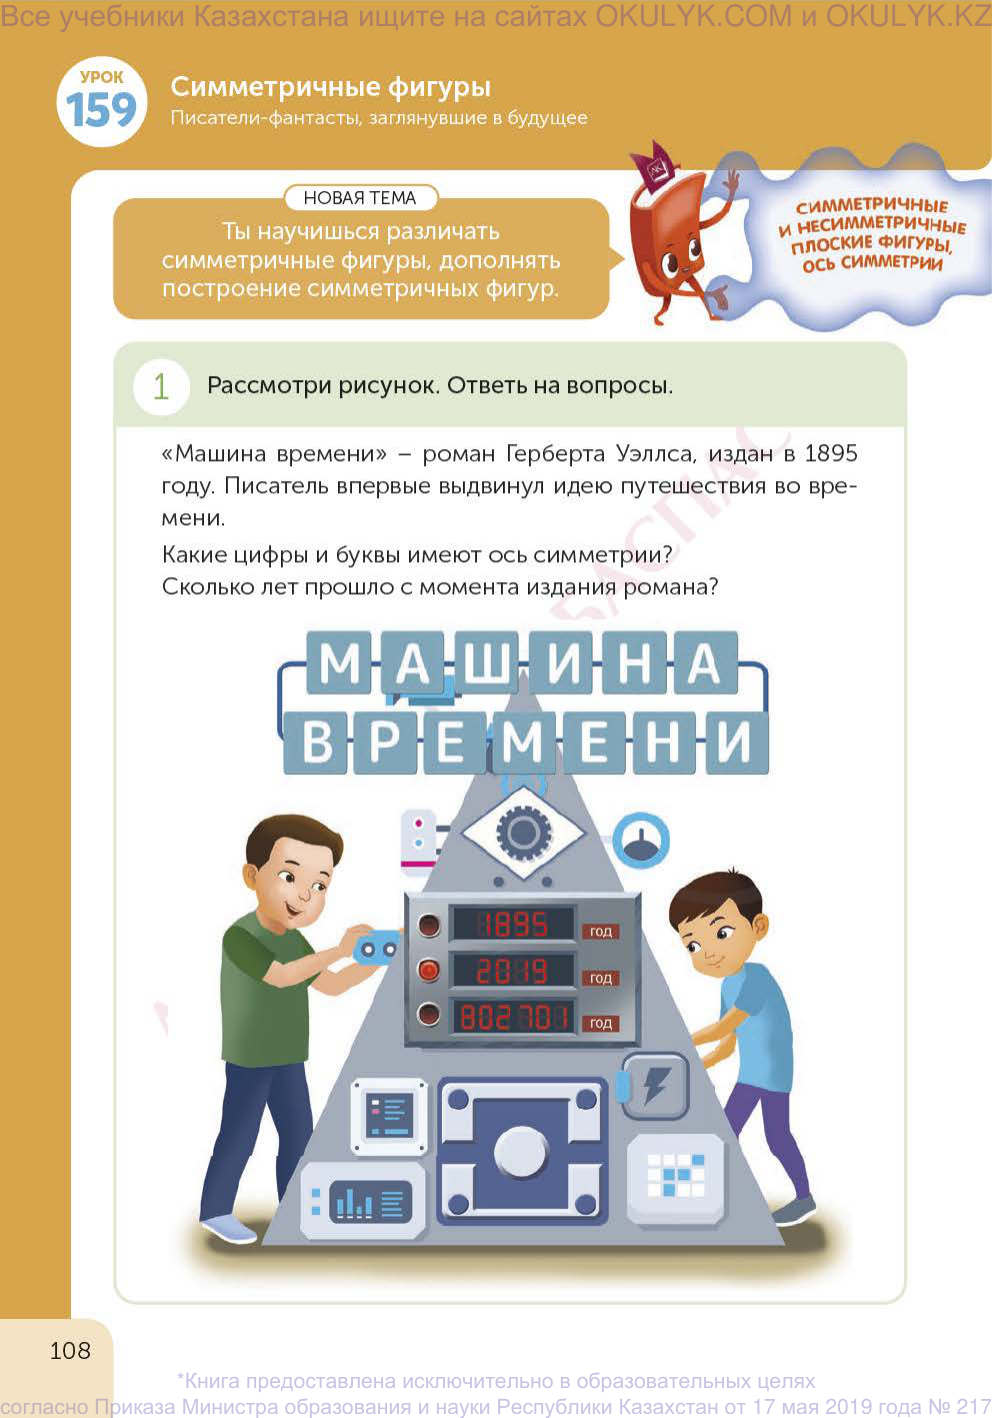 Все учебники Казахстана ищите на сайтах OKULYK.COM и OKULYK.KZ
УРОК
159
Симметричные фигуры
Писатели-фантасты, заглянувшие в будущее
НОВАЯ ТЕМА
Ты научишься различать
симметричные фигуры, дополнять
построение симметричных фигур.
СИММЕТРИЧНЫЕ
И НЕСИММЕТРИЧНЫЕ
ПЛОСКИЕ ФИГУРЫ,
ОСЬ СИММЕТРИИ
1
Рассмотри рисунок. Ответь на вопросы.
«Машина времени» – роман Герберта Уэллса, издан в 1895
году. Писатель впервые выдвинул идею путешествия во вре-
мени.
Какие цифры и буквы имеют ось симметрии?
Сколько лет прошло с момента издания романа?
БАСПАС
МАШИНА
ВРЕМЕНИ
1895 год
2019 год
802 701 год
108
*Книга предоставлена исключительно в образовательных целях
согласно Приказа Министра образования и науки Республики Казахстан от 17 мая 2019 года № 217